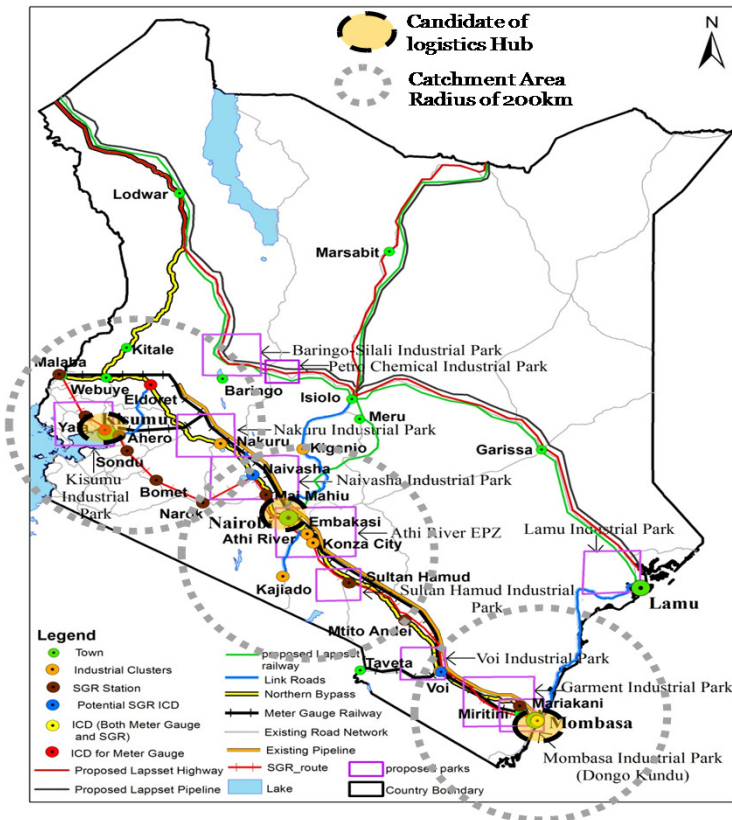 Candidate of
logistics Hub
N
Catchment Area
Radius of 200km
Lodwar
Marsabit
Kitale
Malaba
Webuye
Eldoret
Baringo-Silali Industrial Park
Petro Chemical Industrial Park
Baringo
Isiolo
Meru
Kisumu
Yala
Ahero
Nakuru Industrial Park
Nakuru
Kiganjo
Garissa
Sondu
Kisumu
Industrial
Park
Bomet
Naivasha
Naivasha Industrial Park
Narok
Mai Mahiu
Nairobi
Embakasi
Athi River
Athi River EPZ
Konza City
Lamu Industrial Park
Kajiado
Sultan Hamud
Sultan Hamud Industrial
Park
Lamu
Mtito Andei
Taveta
Voi Industrial Park
Voi
Garment Industrial Park
Mariakani
Miritini
Mombasa
Mombasa Industrial Park
(Dongo Kundu)
Legend
Town
Industrial Clusters
SGR Station
Potential SGR ICD
ICD (Both Meter Gauge
and SGR)
ICD for Meter Gauge
Proposed Lapsset Highway
Proposed Lapsset Pipeline
proposed Lapsset
railway
Link Roads
Northern Bypass
Meter Gauge Railway
Existing Road Network
Existing Pipeline
SGR_route
Lake
proposed parks
Country Boundary